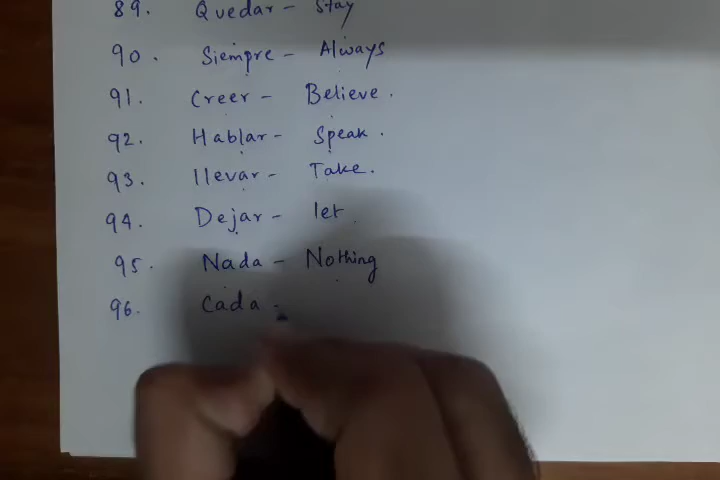 89. Quedar - Stay
90. Siempre - Always
91. Creer - Believe.
92. Hablar - Speak.
93. llevar - Take.
94. Dejar - let
95. Nada - Nothing
96. Cada -